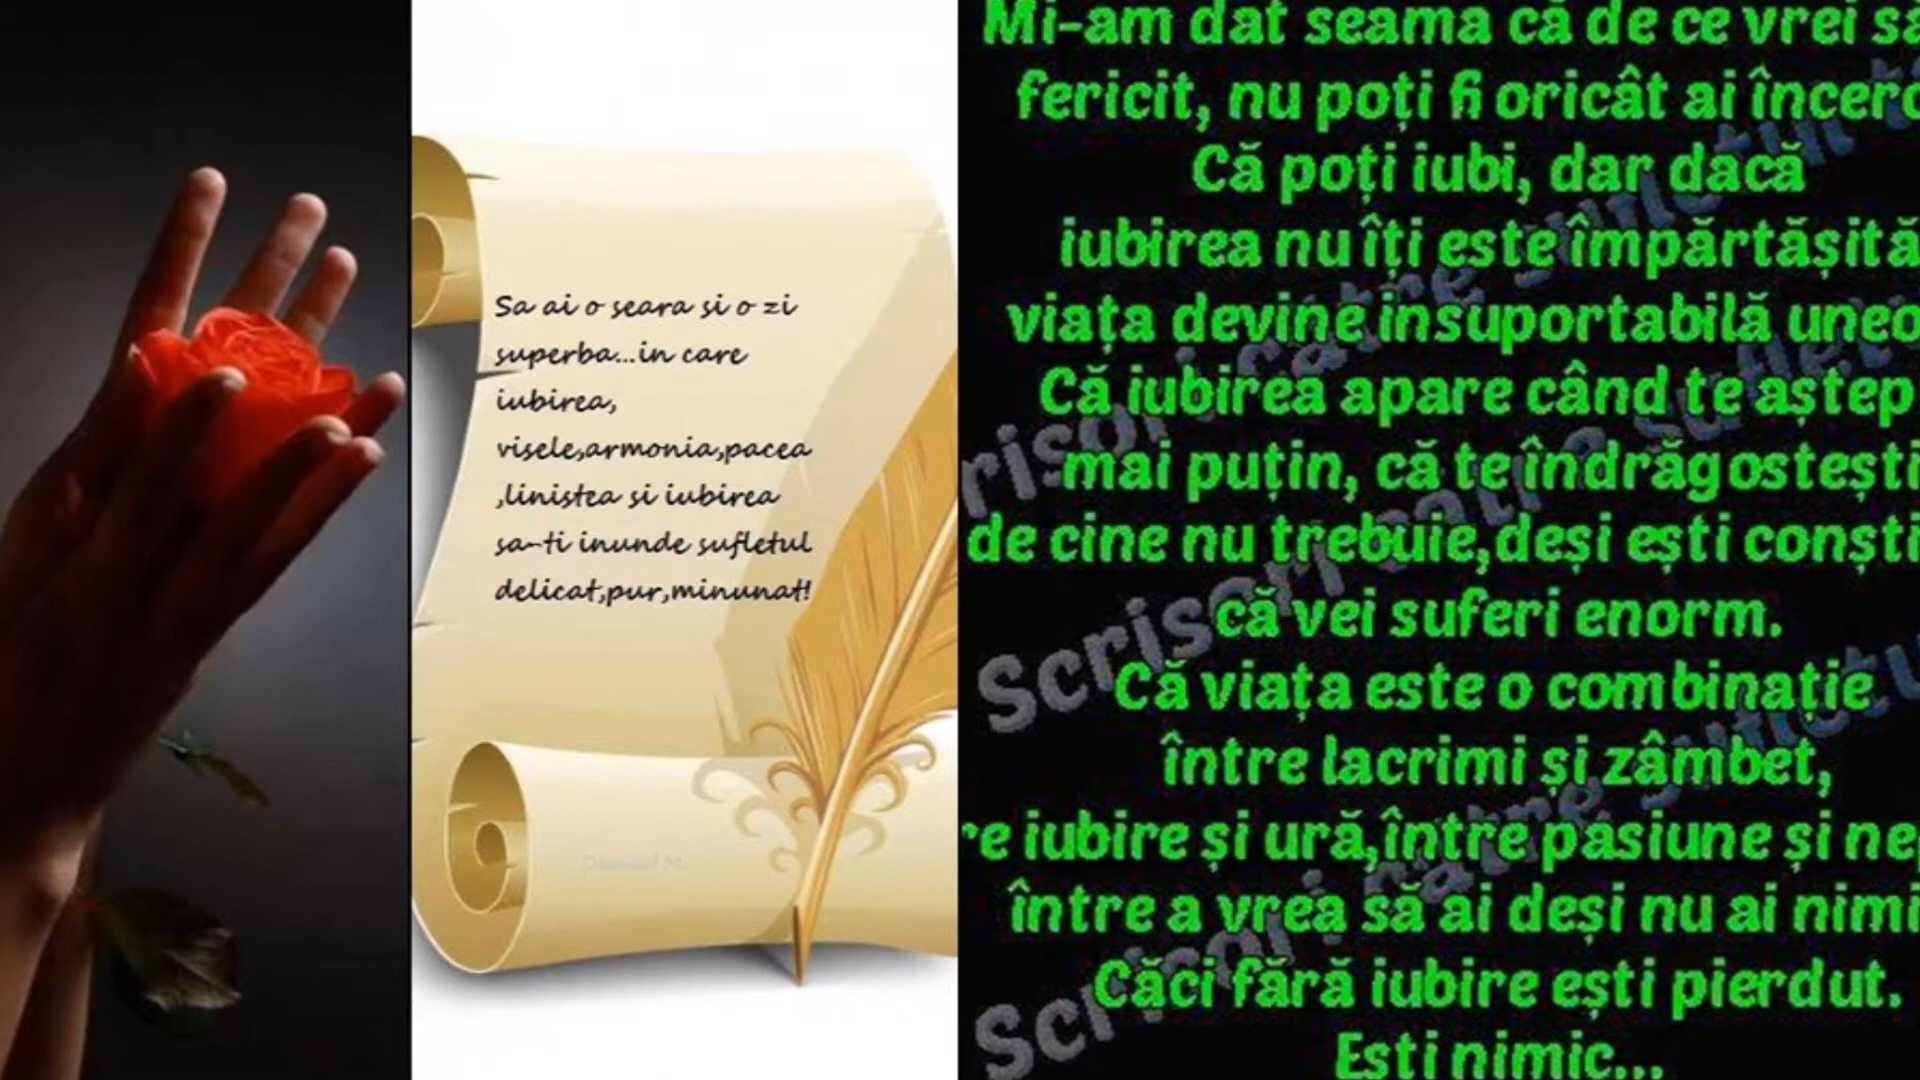 Sa ai o seara si o zi
superba...in care
iubirea,
visele,armonia,pacea
,linistea si iubirea
sa-ti inunde sufletul
delicat,pur,minunat!
Mi-am dat seama că de ce vrei să
fericit, nu poți fi oricât ai încerc
Că poți iubi, dar dacă
iubirea nu îți este împărtășită
viața devine insuportabilă uneo
Că iubirea apare când te aștep
mai puțin, că te îndrăgostești
de cine nu trebuie,deși ești conști
că vei suferi enorm.
Că viața este o combinație
între lacrimi și zâmbet,
re iubire și ură,între pasiune și nep
între a vrea să ai deși nu ai nimi
Căci fără iubire ești pierdut.
Ești nimic...